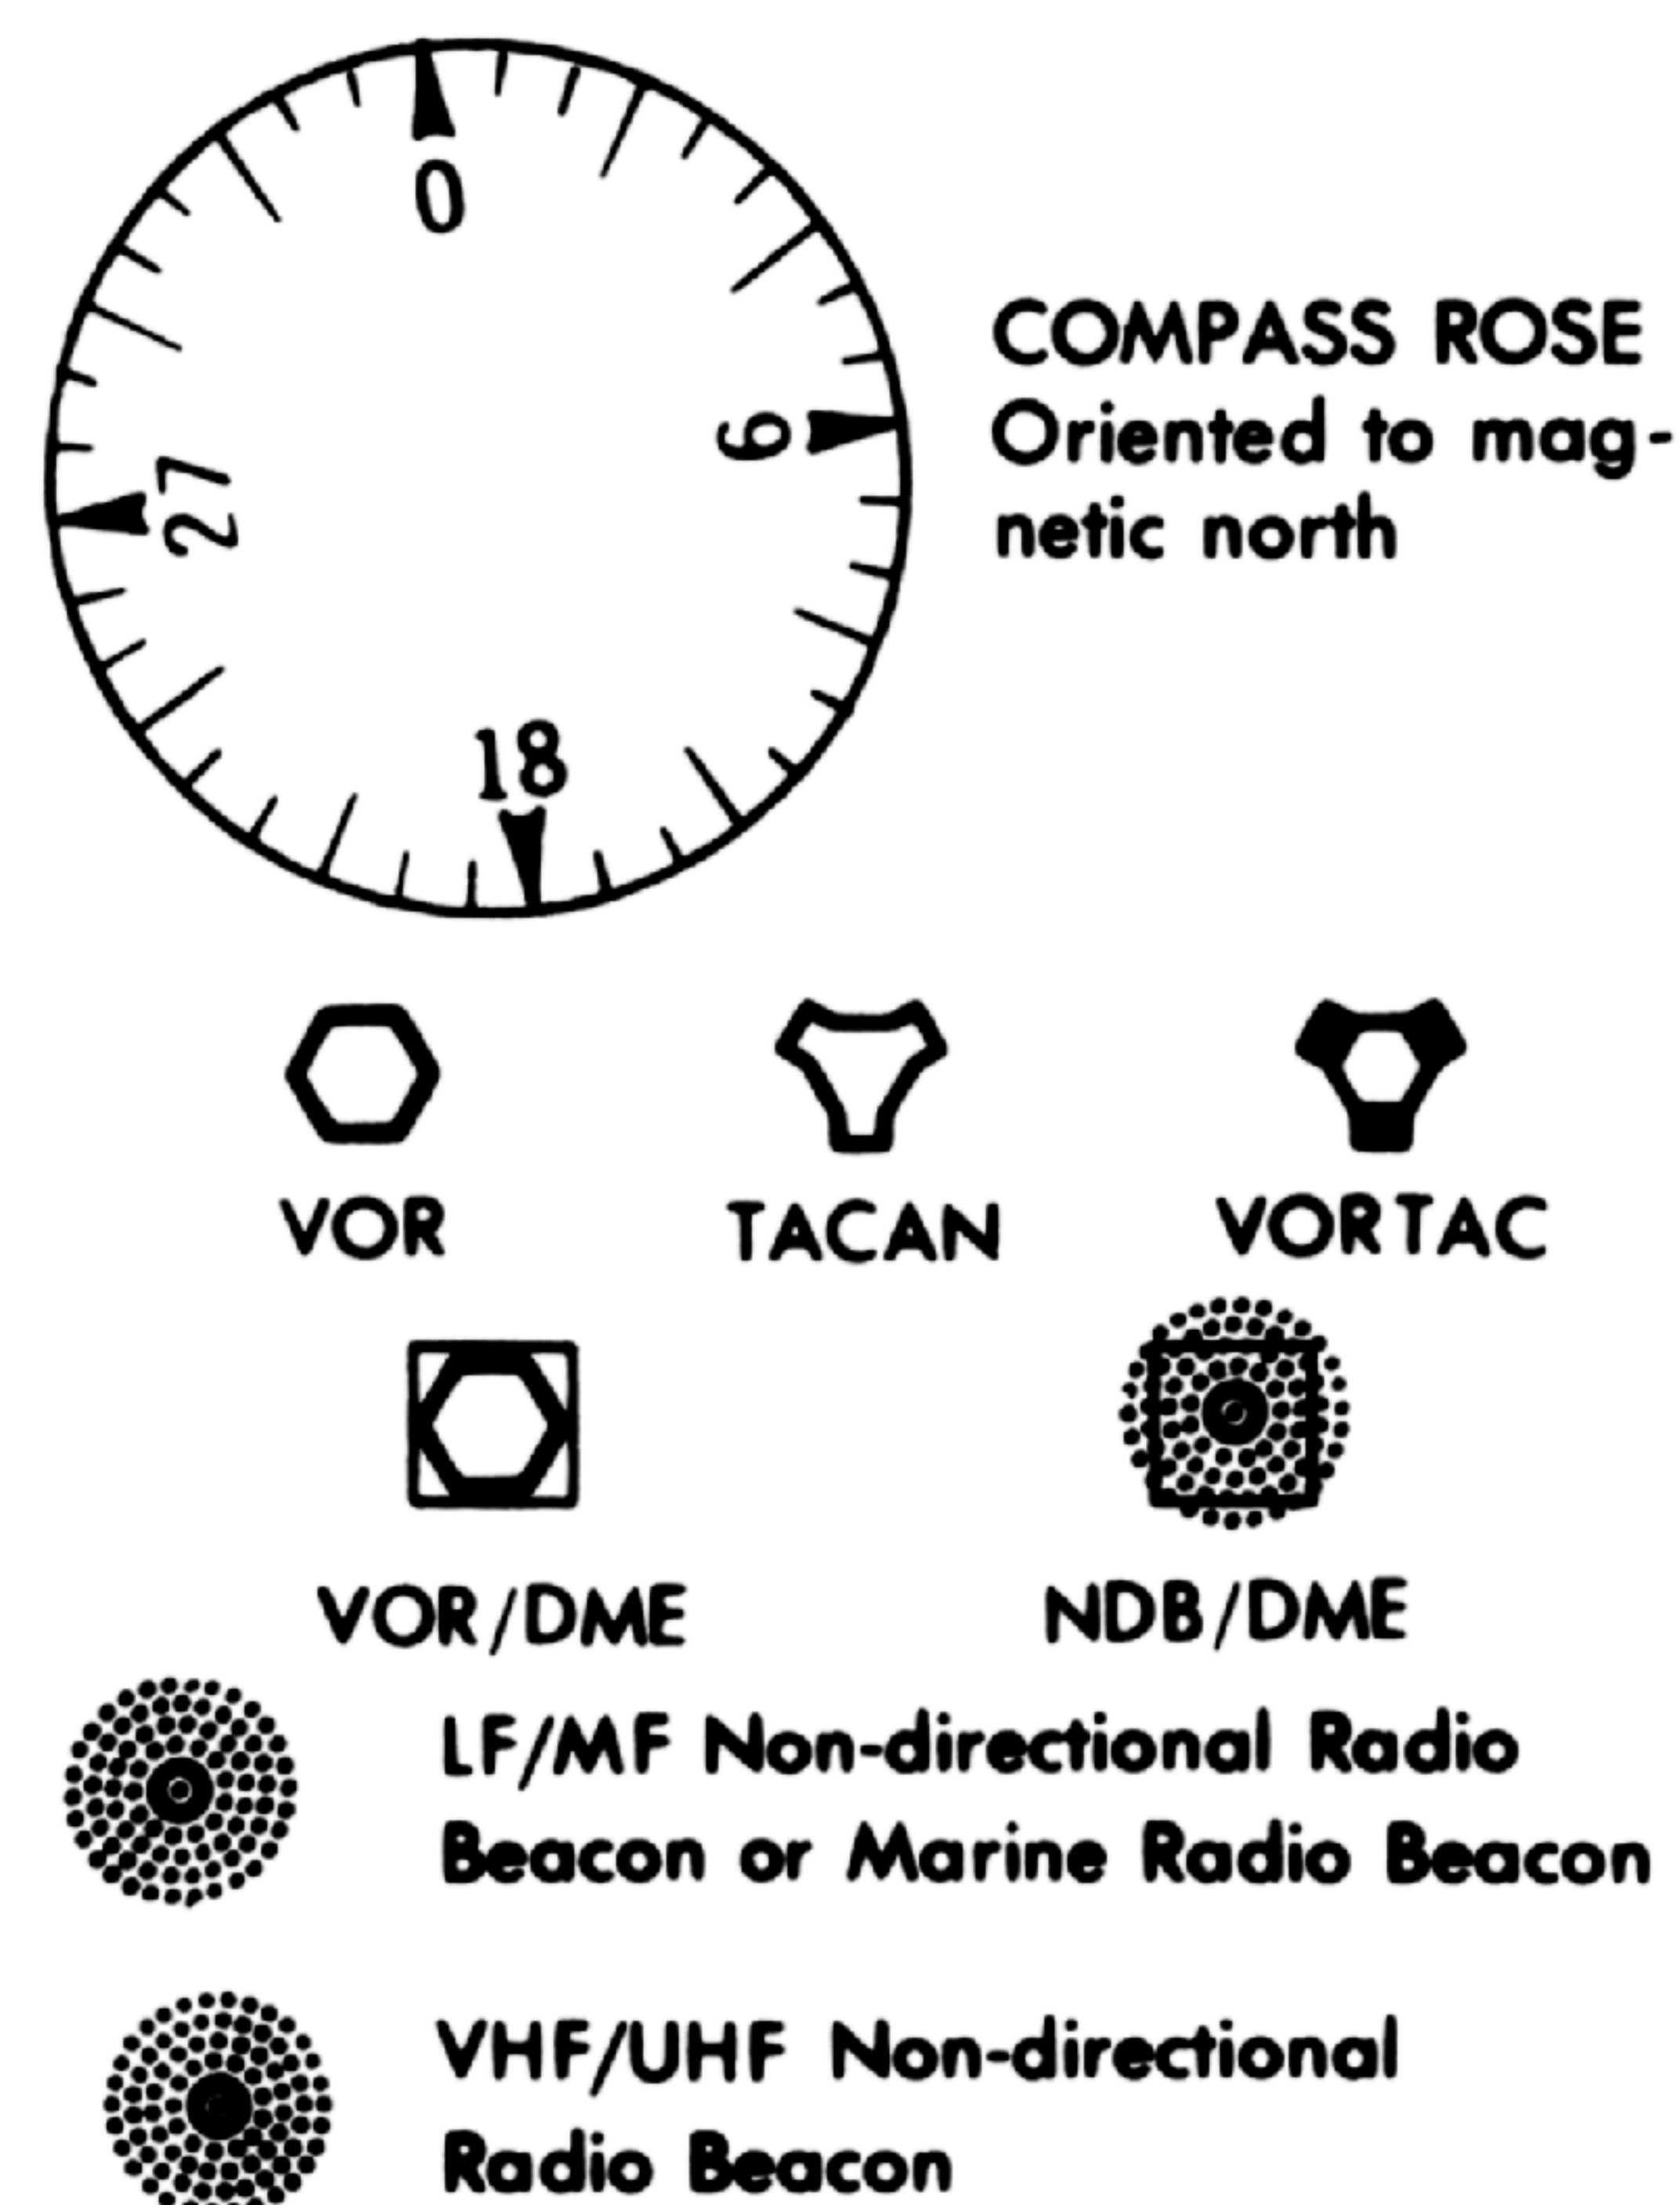 0
COMPASS ROSE
Oriented to mag-
netic north
9
27
18
VOR TACAN VORTAC
VOR/DME NDB/DME
LF/MF Non-directional Radio
Beacon or Marine Radio Beacon
VHF/UHF Non-directional
Radio Beacon